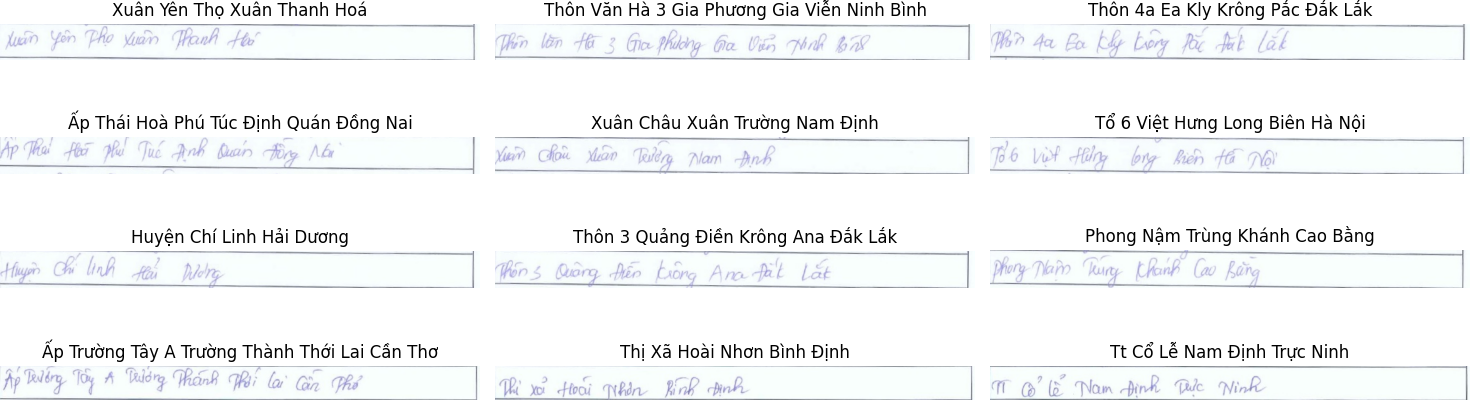 Xuân Yên Thọ Xuân Thanh Hoá
Thôn Văn Hà 3 Gia Phương Gia Viễn Ninh Bình
Thôn 4a Ea Kly Krông Pắc Đắk Lắk
Xuân Yên Thọ Xuân Thanh Hoá
Thôn Văn Hà 3 Gia Phương Gia Viễn Ninh Bình
Thôn 4a Ea Kly Krông Pắc Đắk Lắk
Ấp Thái Hoà Phú Túc Định Quán Đồng Nai
Xuân Châu Xuân Trường Nam Định
Tổ 6 Việt Hưng Long Biên Hà Nội
Ấp Thái Hoà Phú Túc Định Quán Đồng Nai
Xuân Châu Xuân Trường Nam Định
Tổ 6 Việt Hưng Long Biên Hà Nội
Huyện Chí Linh Hải Dương
Thôn 3 Quảng Điền Krông Ana Đắk Lắk
Phong Nậm Trùng Khánh Cao Bằng
Huyện Chí Linh Hải Dương
Thôn 3 Quảng Điền Krông Ana Đắk Lắk
Phong Nậm Trùng Khánh Cao Bằng
Ấp Trường Tây A Trường Thành Thới Lai Cần Thơ
Thị Xã Hoài Nhơn Bình Định
Tt Cổ Lễ Nam Định Trực Ninh
Ấp Trường Tây A Trường Thành Thới Lai Cần Thơ
Thị xã Hoài Nhơn Bình Định
TT Cổ Lễ Nam Định Trực Ninh